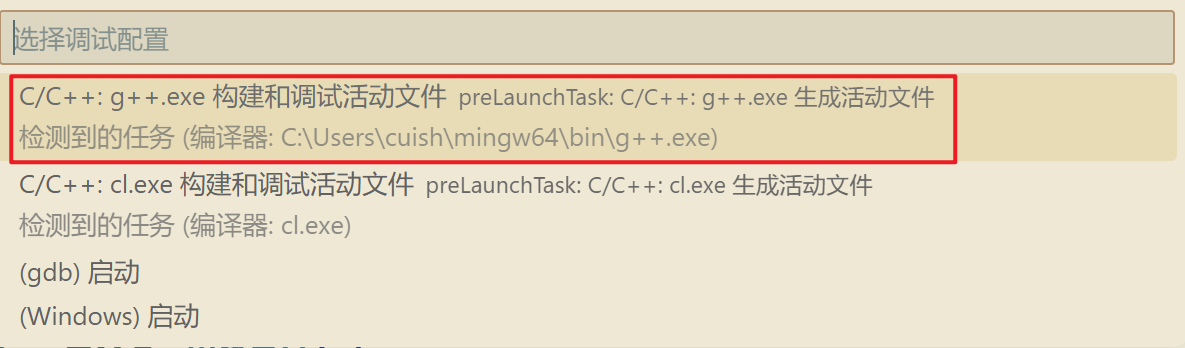 选择调试配置
C/C++: g++.exe 构建和调试活动文件 preLaunchTask: C/C++: g++.exe 生成活动文件
检测到的任务 (编译器: C:\Users\cuish\mingw64\bin\g++.exe)
C/C++: cl.exe 构建和调试活动文件 preLaunchTask: C/C++: cl.exe 生成活动文件
检测到的任务 (编译器: cl.exe)
(gdb) 启动
(Windows) 启动